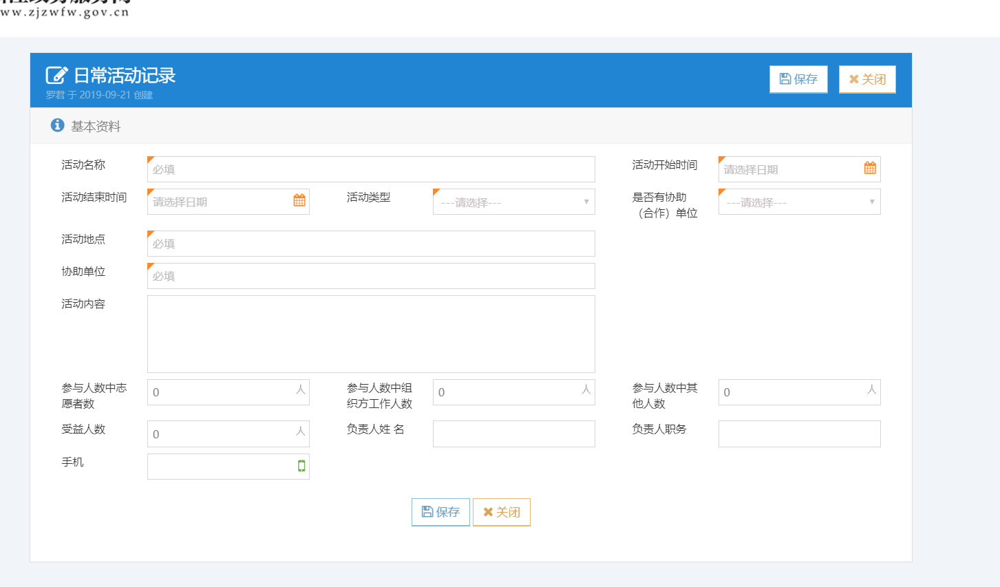 www.zjzwfw.gov.cn
日常活动记录
罗君 于 2019-09-21 创建
保存
关闭
基本资料
活动名称
必填
活动开始时间
请选择日期
活动结束时间
请选择日期
活动类型
---请选择---
是否有协助
（合作）单位
---请选择---
活动地点
必填
协助单位
必填
活动内容
参与人数中志
愿者数
0
人
参与人数中组
织方工作人数
0
人
参与人数中其
他人数
0
人
受益人数
0
人
负责人姓 名
负责人职务
手机
保存
关闭